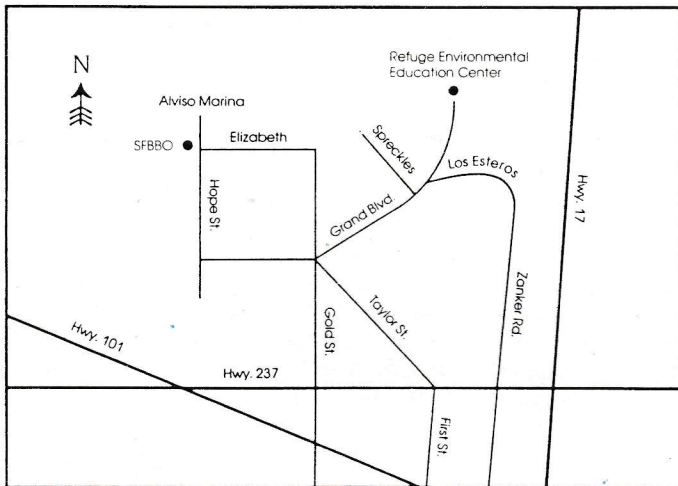 N
Refuge Environmental
Education Center
Alviso Marina
SFBBO
Elizabeth
Spreckles
Los Esteros
Hope St.
Grand Blvd.
Hwy. 17
Gold St.
Taylor St.
Zanker Rd.
Hwy. 101
Hwy. 237
First St.